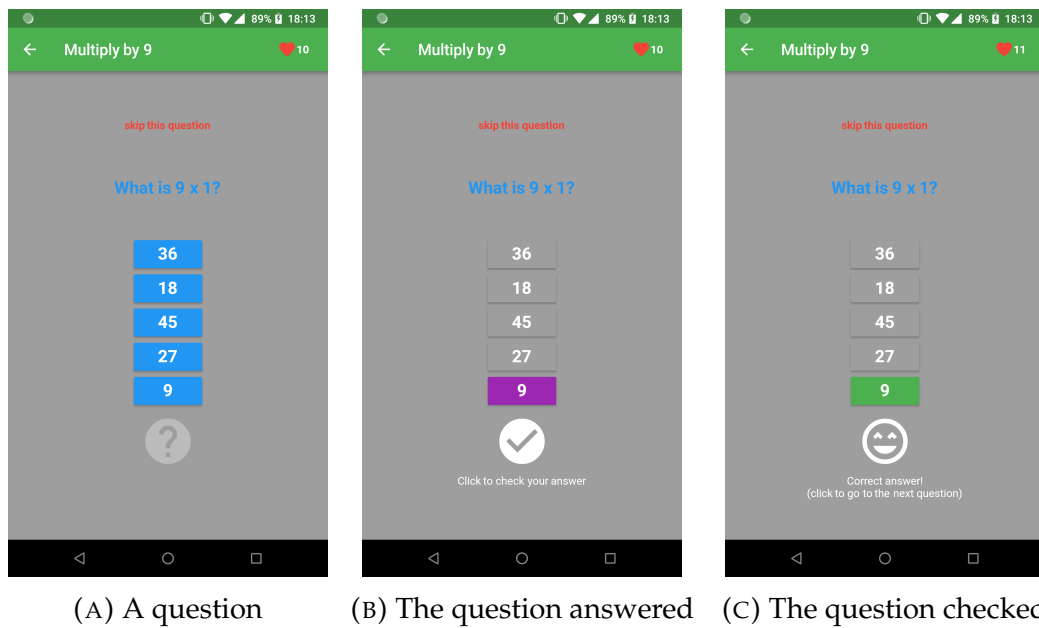 89% 18:13
Multiply by 9 10
skip this question
What is 9 x 1?
36
18
45
27
9
?
(A) A question
89% 18:13
Multiply by 9 10
skip this question
What is 9 x 1?
36
18
45
27
9
Click to check your answer
(B) The question answered
89% 18:13
Multiply by 9 11
skip this question
What is 9 x 1?
36
18
45
27
9
Correct answer!
(click to go to the next question)
(C) The question checked